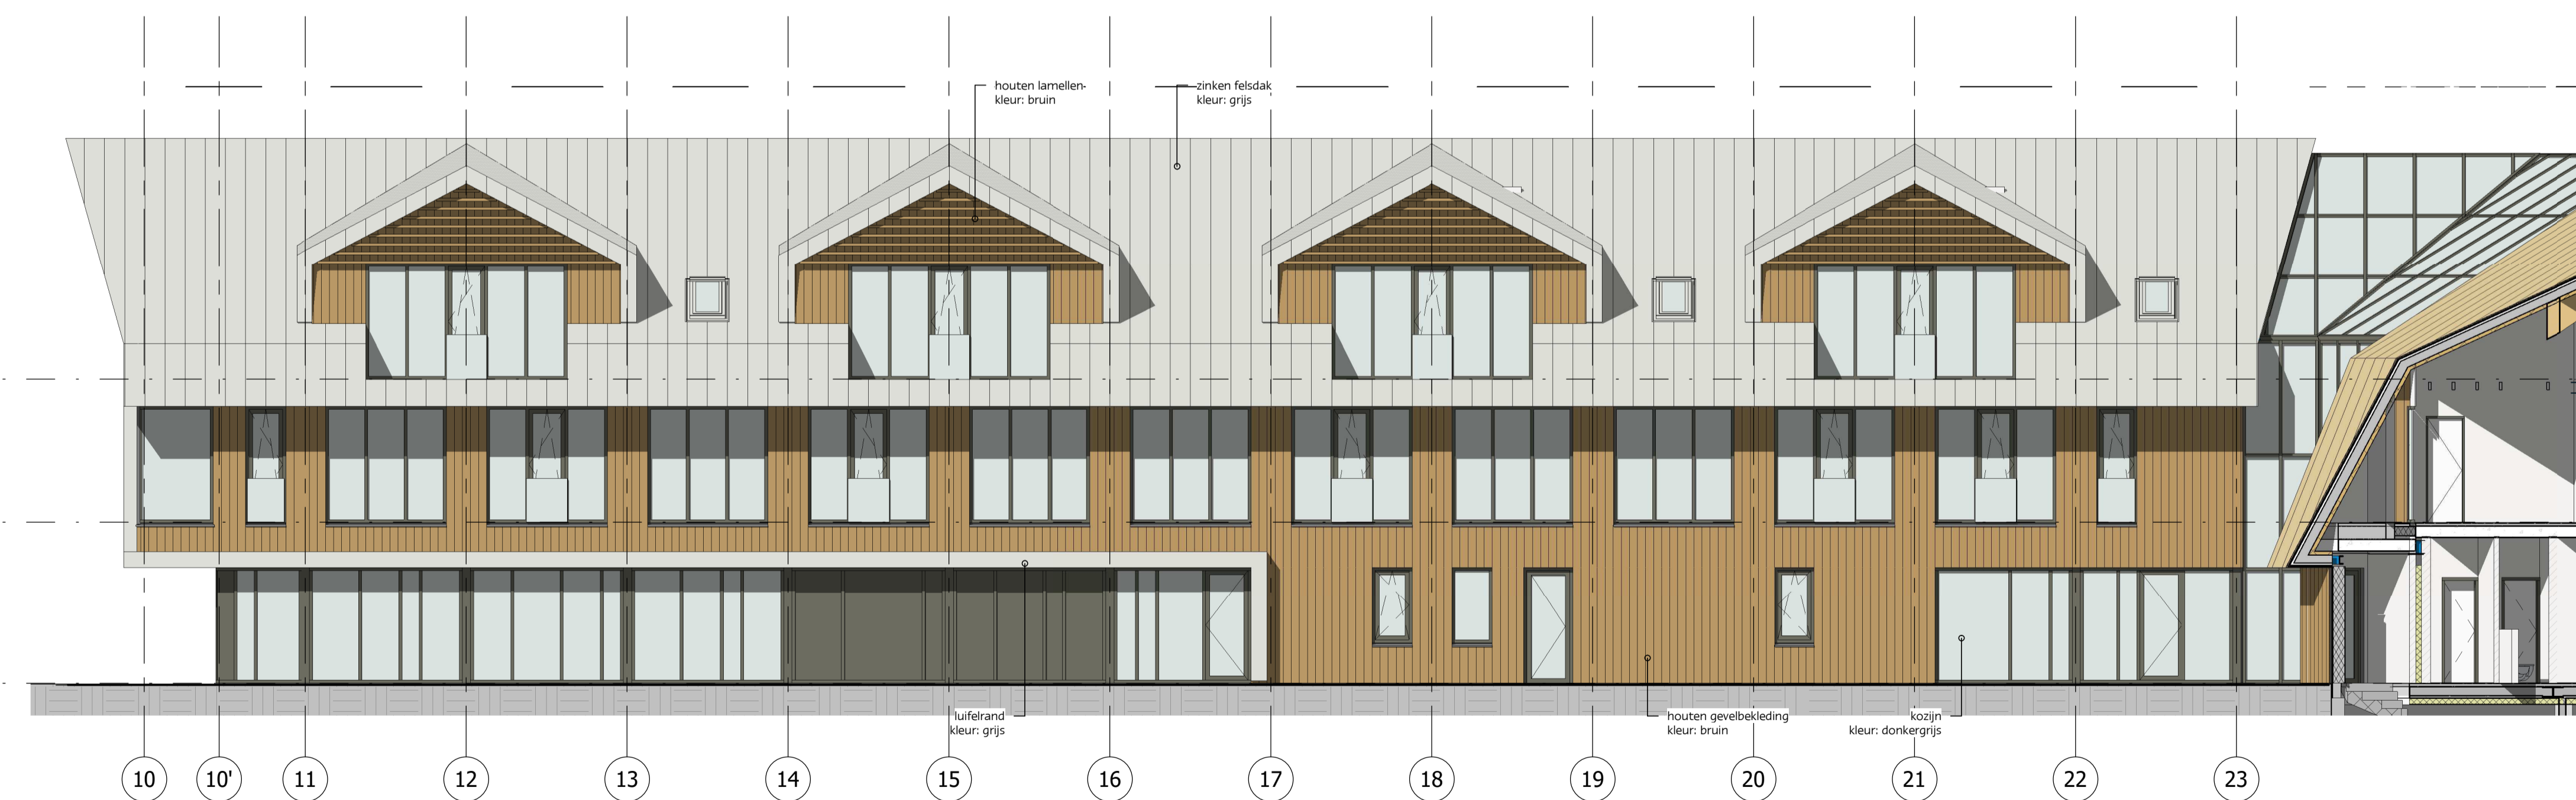 houten lamellen
kleur: bruin
zinken felsdak
kleur: grijs
luifelrand
kleur: grijs
houten gevelbekleding
kleur: bruin
kozijn
kleur: donkergrijs
10 10' 11 12 13 14 15 16 17 18 19 20 21 22 23